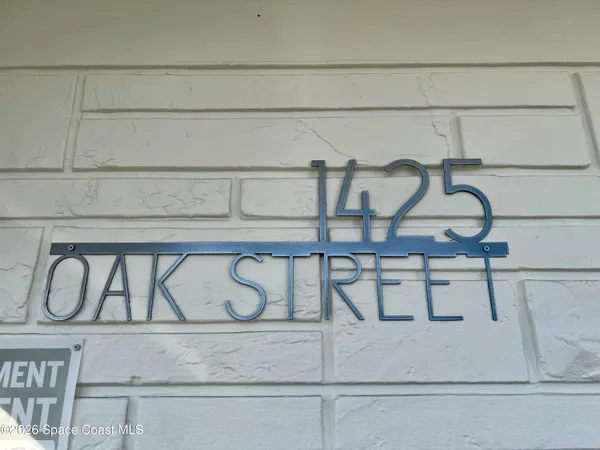 1425
OAK STREET
MENT
ENT
©2026 Space Coast MLS